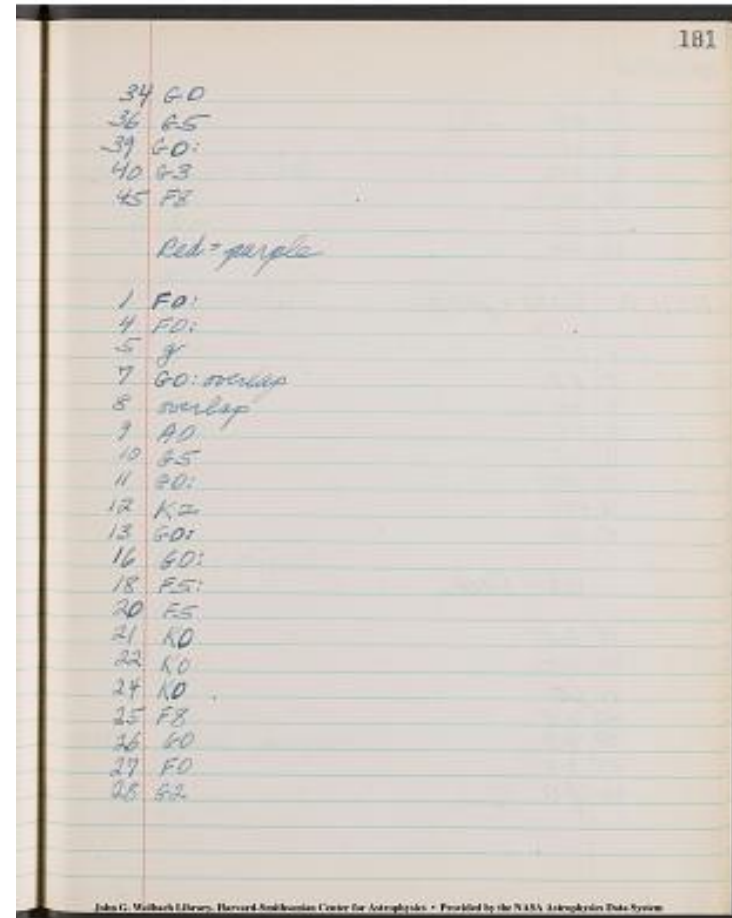 181
34 G0
36 G5
39 G0:
40 G3
45 F8
Red = purple
1 F0:
4 F0:
5 g
7 G0: overlap
8 overlap
9 A0
10 G5
11 G0:
12 K2
13 G0:
16 G0:
18 F5:
20 F5
21 K0
22 K0
24 K0
25 F8
26 G0
27 F0
28 G2
John G. Wolbach Library, Harvard-Smithsonian Center for Astrophysics • Provided by the NASA Astrophysics Data System